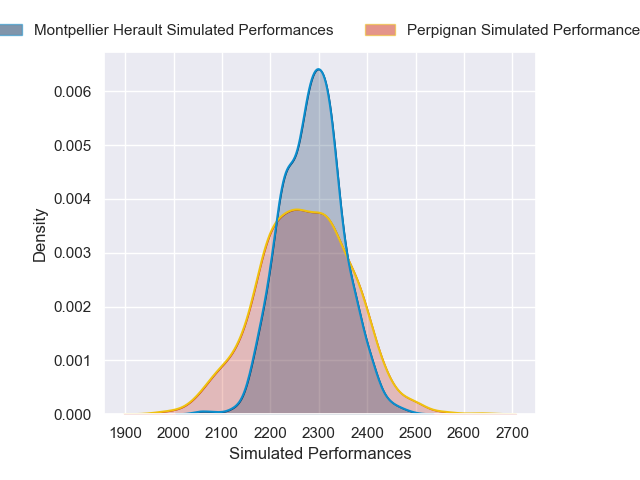 Montpellier Herault Simulated Performances
Perpignan Simulated Performance
0.006
0.005
0.004
0.003
0.002
0.001
0.000
Density
1900 2000 2100 2200 2300 2400 2500 2600 2700
Simulated Performances